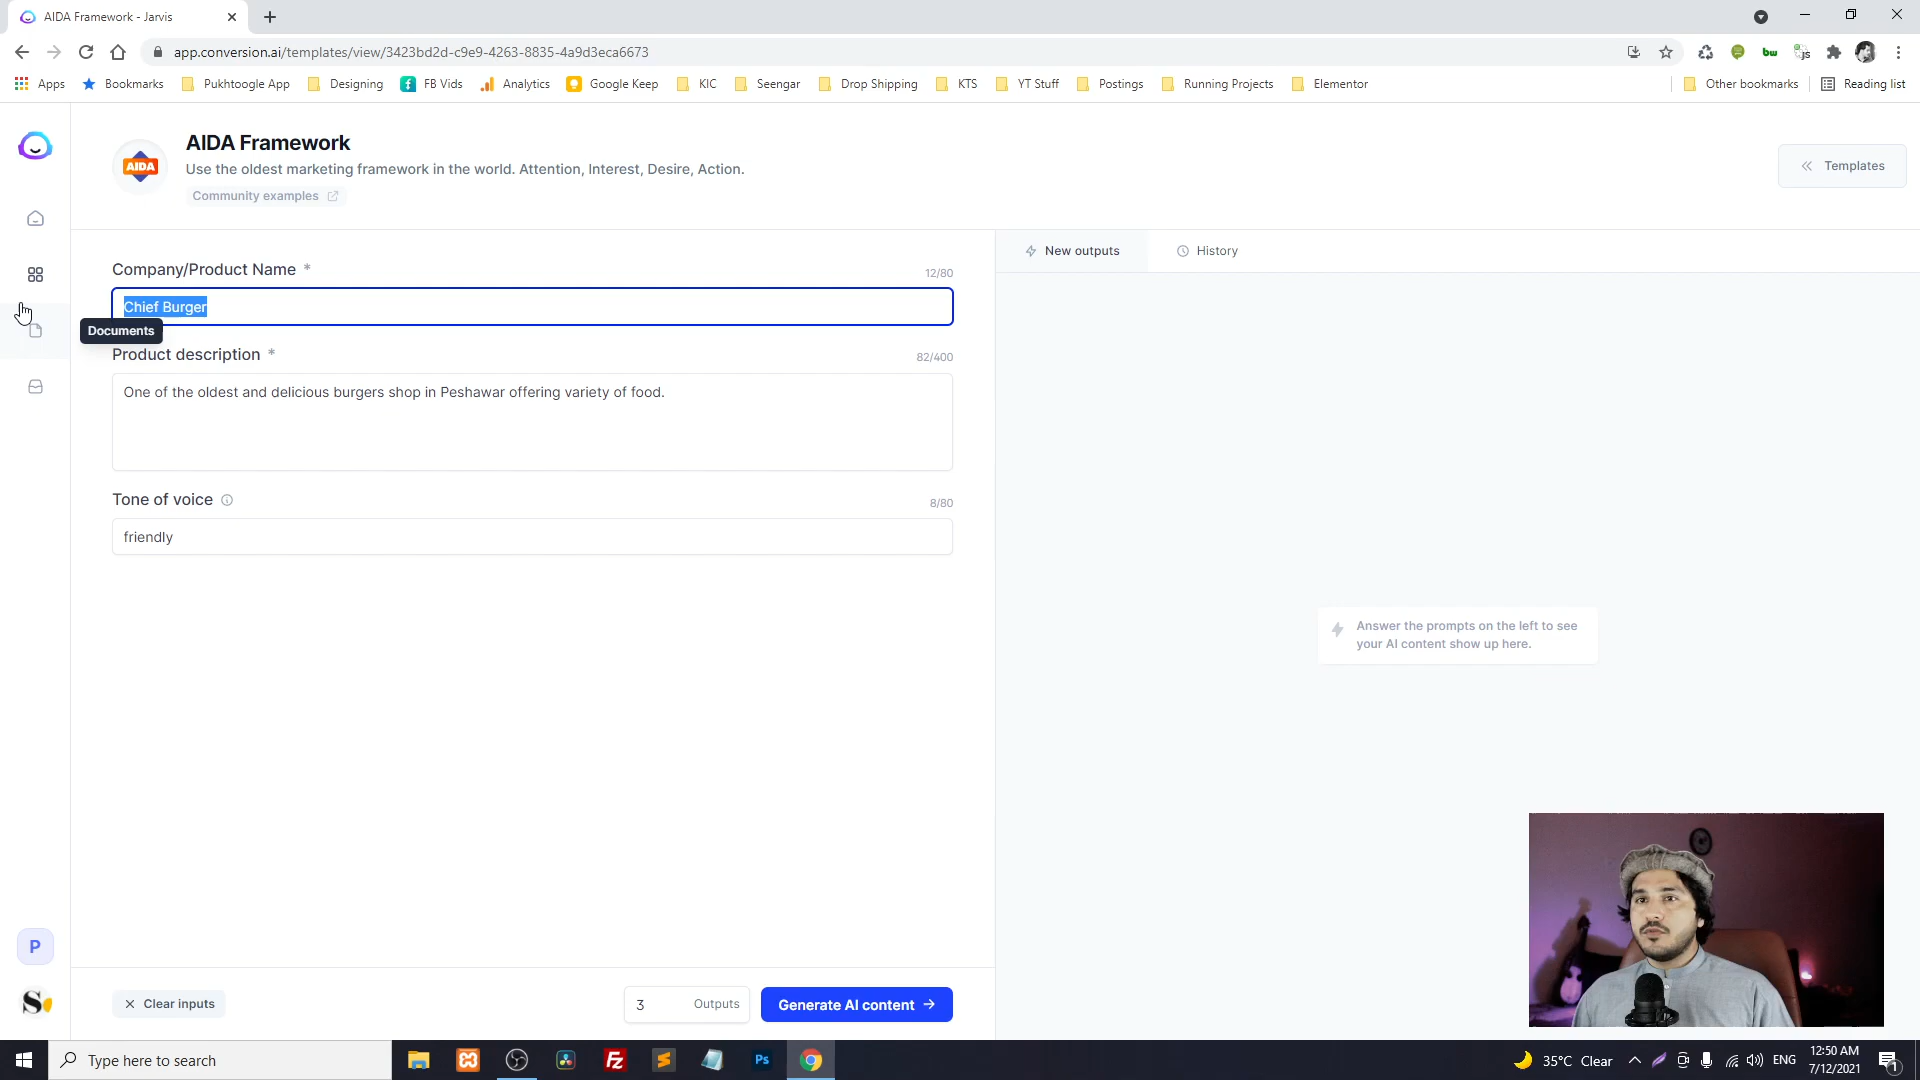 AIDA Framework - Jarvis
app.conversion.ai/templates/view/3423bd2d-c9e9-4263-8835-4a9d3eca6673
Apps Bookmarks Pukhtoogle App Designing FB Vids Analytics Google Keep KIC Seengar Drop Shipping KTS YT Stuff Postings Running Projects Elementor Other bookmarks Reading list
AIDA
AIDA Framework
Use the oldest marketing framework in the world. Attention, Interest, Desire, Action.
Community examples
Templates
New outputs History
Company/Product Name * 12/80
Chief Burger
Documents
Product description * 82/400
One of the oldest and delicious burgers shop in Peshawar offering variety of food.
Tone of voice 8/80
friendly
Answer the prompts on the left to see
your AI content show up here.
P
Clear inputs 3 Outputs Generate AI content
Type here to search
35°C Clear ENG 12:50 AM
7/12/2021